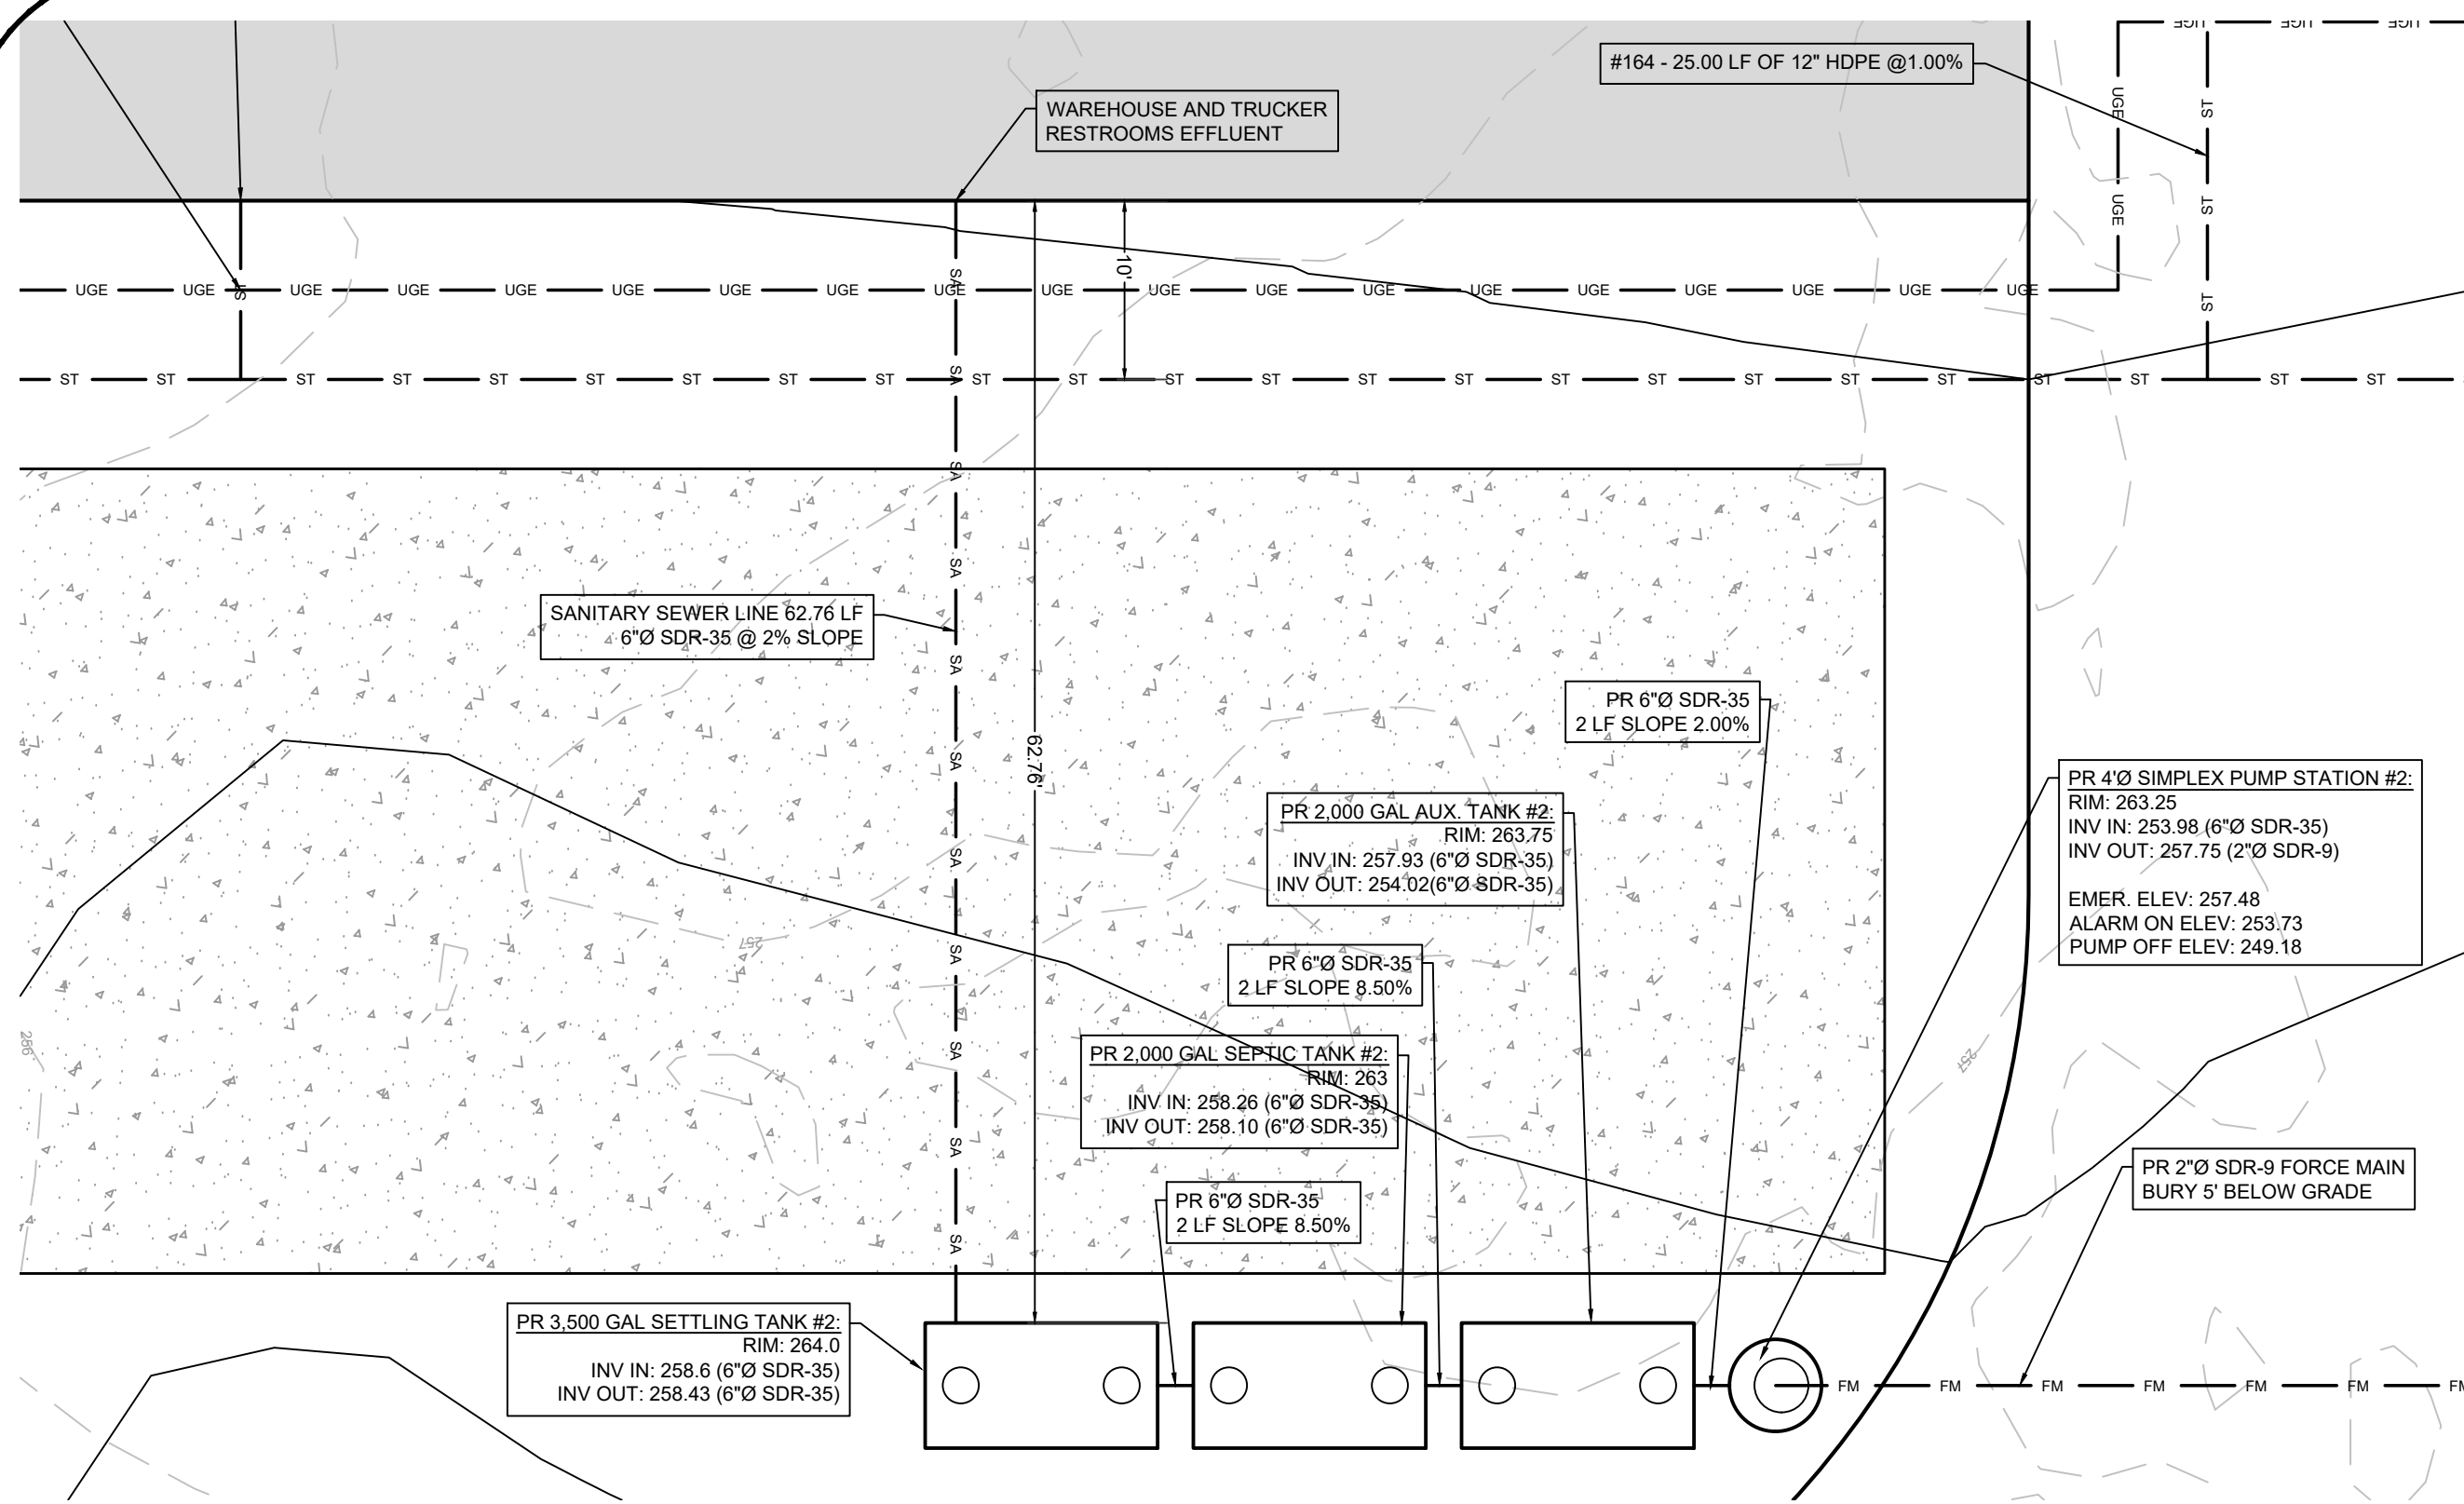 UGE UGE UGE
#164 - 25.00 LF OF 12" HDPE @1.00%
WAREHOUSE AND TRUCKER
RESTROOMS EFFLUENT
UGE
UGE
ST
ST
ST
10'
UGE UGE UGE UGE UGE UGE UGE UGE UGE UGE UGE UGE UGE UGE UGE UGE UGE UGE UGE
ST
ST ST ST ST ST ST ST ST ST ST ST ST ST ST ST ST ST ST ST ST ST ST ST ST
SA
SA
SA
SA
SA
SA
SA
SA
SA
SA
SA
SANITARY SEWER LINE 62.76 LF
6"Ø SDR-35 @ 2% SLOPE
62.76'
PR 6"Ø SDR-35
2 LF SLOPE 2.00%
PR 4'Ø SIMPLEX PUMP STATION #2:
RIM: 263.25
INV IN: 253.98 (6"Ø SDR-35)
INV OUT: 257.75 (2"Ø SDR-9)
EMER. ELEV: 257.48
ALARM ON ELEV: 253.73
PUMP OFF ELEV: 249.18
PR 2,000 GAL AUX. TANK #2:
RIM: 263.75
INV IN: 257.93 (6"Ø SDR-35)
INV OUT: 254.02(6"Ø SDR-35)
257
PR 6"Ø SDR-35
2 LF SLOPE 8.50%
256
257
PR 2,000 GAL SEPTIC TANK #2:
RIM: 263
INV IN: 258.26 (6"Ø SDR-35)
INV OUT: 258.10 (6"Ø SDR-35)
PR 2"Ø SDR-9 FORCE MAIN
BURY 5' BELOW GRADE
PR 6"Ø SDR-35
2 LF SLOPE 8.50%
PR 3,500 GAL SETTLING TANK #2:
RIM: 264.0
INV IN: 258.6 (6"Ø SDR-35)
INV OUT: 258.43 (6"Ø SDR-35)
FM FM FM FM FM FM